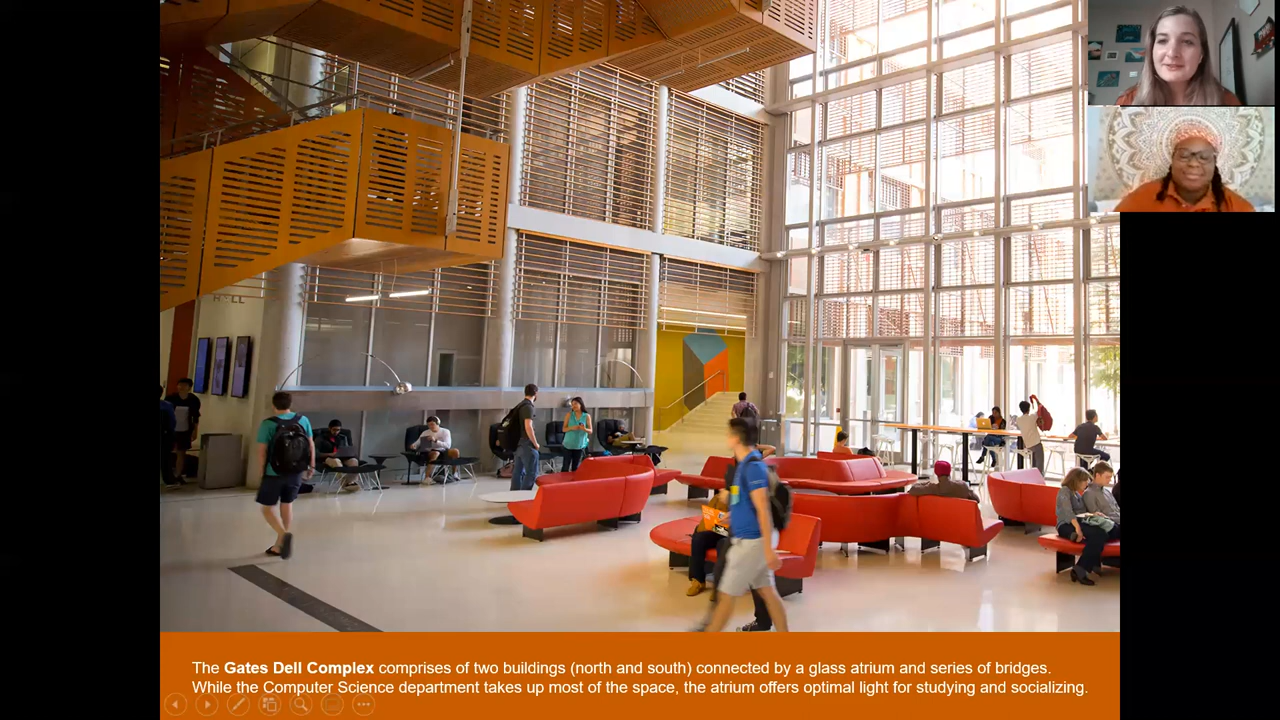 HALL
The Gates Dell Complex comprises of two buildings (north and south) connected by a glass atrium and series of bridges.
While the Computer Science department takes up most of the space, the atrium offers optimal light for studying and socializing.